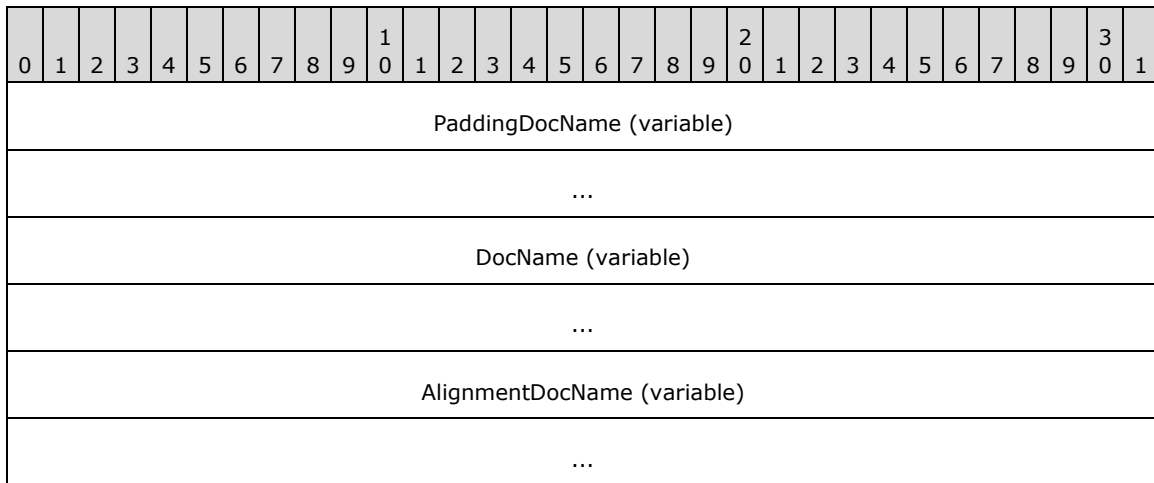 1 2 3
0 1 2 3 4 5 6 7 8 9 0 1 2 3 4 5 6 7 8 9 0 1 2 3 4 5 6 7 8 9 0 1
PaddingDocName (variable)
...
DocName (variable)
...
AlignmentDocName (variable)
...